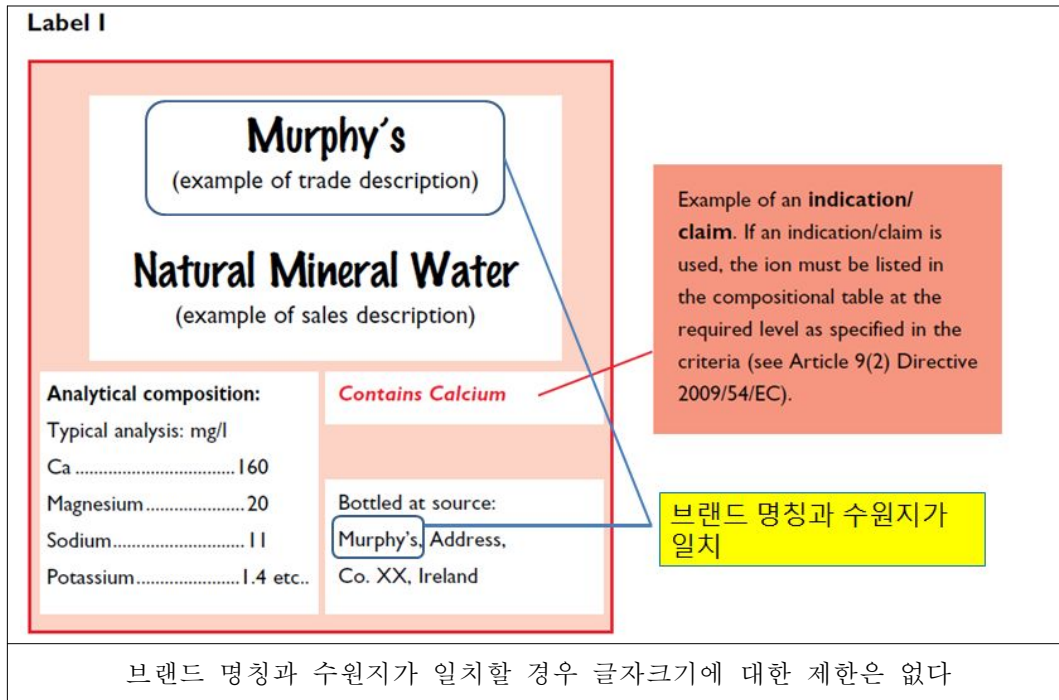 Label I
Murphy´s
(example of trade description)
Natural Mineral Water
(example of sales description)
Analytical composition:
Typical analysis: mg/l
Ca ..................................160
Magnesium.....................20
Sodium............................11
Potassium......................1.4 etc..
Contains Calcium
Bottled at source:
Murphy's, Address,
Co. XX, Ireland
Example of an indication/
claim. If an indication/claim is
used, the ion must be listed in
the compositional table at the
required level as specified in the
criteria (see Article 9(2) Directive
2009/54/EC).
브랜드 명칭과 수원지가
일치
브랜드 명칭과 수원지가 일치할 경우 글자크기에 대한 제한은 없다